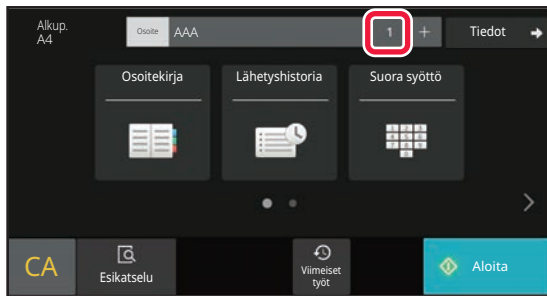 Alkup.
A4
Osoite AAA 1 + Tiedot
Osoitekirja Lähetyshistoria Suora syöttö
CA Esikatselu Viimeiset
työt Aloita